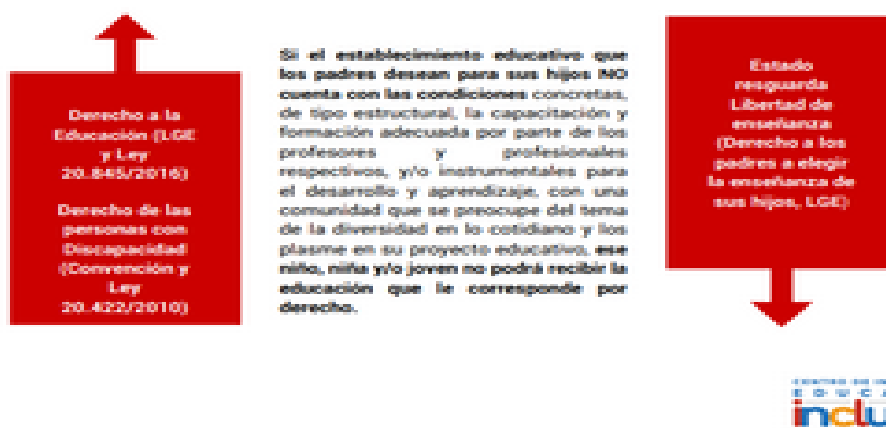 Derecho a la
Educación (LGE
y Ley
20.845/2016)
Derecho de las
personas con
Discapacidad
(Convención y
Ley
20.422/2010)
Si el establecimiento educativo que
los padres desean para sus hijos NO
cuenta con las condiciones concretas,
de tipo estructural, la capacitación y
formación adecuada por parte de los
profesores y profesionales
respectivos, y/o instrumentales para
el desarrollo y aprendizaje, con una
comunidad que se preocupe del tema
de la diversidad en lo cotidiano y los
plasme en su proyecto educativo, ese
niño, niña y/o joven no podrá recibir la
educación que le corresponde por
derecho.
Estado
resguarda
Libertad de
enseñanza
(Derecho a los
padres a elegir
la enseñanza de
sus hijos, LGE)
CENTRO DE IN
EDUCA
inclu